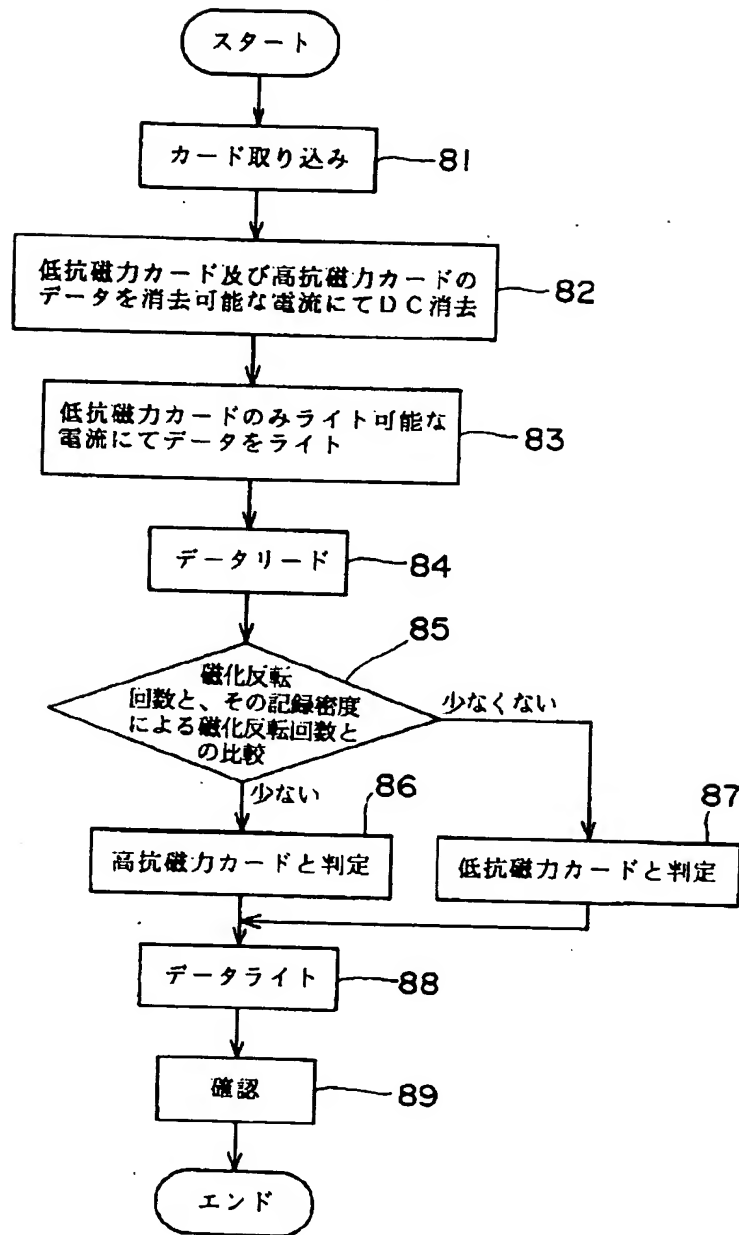 スタート
カード取り込み
81
低抗磁力カード及び高抗磁力カードの
データを消去可能な電流にてDC消去
82
低抗磁力カードのみライト可能な
電流にてデータをライト
83
データリード
84
85
磁化反転
回数と、その記録密度
による磁化反転回数と
の比較
少なくない
少ない
86
高抗磁力カードと判定
87
低抗磁力カードと判定
データライト
88
確認
89
エンド